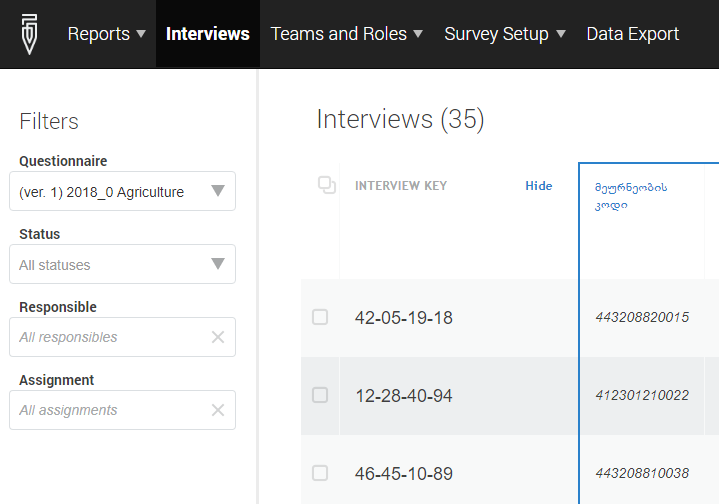 Reports Interviews Teams and Roles Survey Setup Data Export
Filters
Questionnaire
(ver. 1) 2018_0 Agriculture
Status
All statuses
Responsible
All responsibles
Assignment
All assignments
Interviews (35)
INTERVIEW KEY Hide მეურნეობის
კოდი
42-05-19-18 443208820015
12-28-40-94 412301210022
46-45-10-89 443208810038